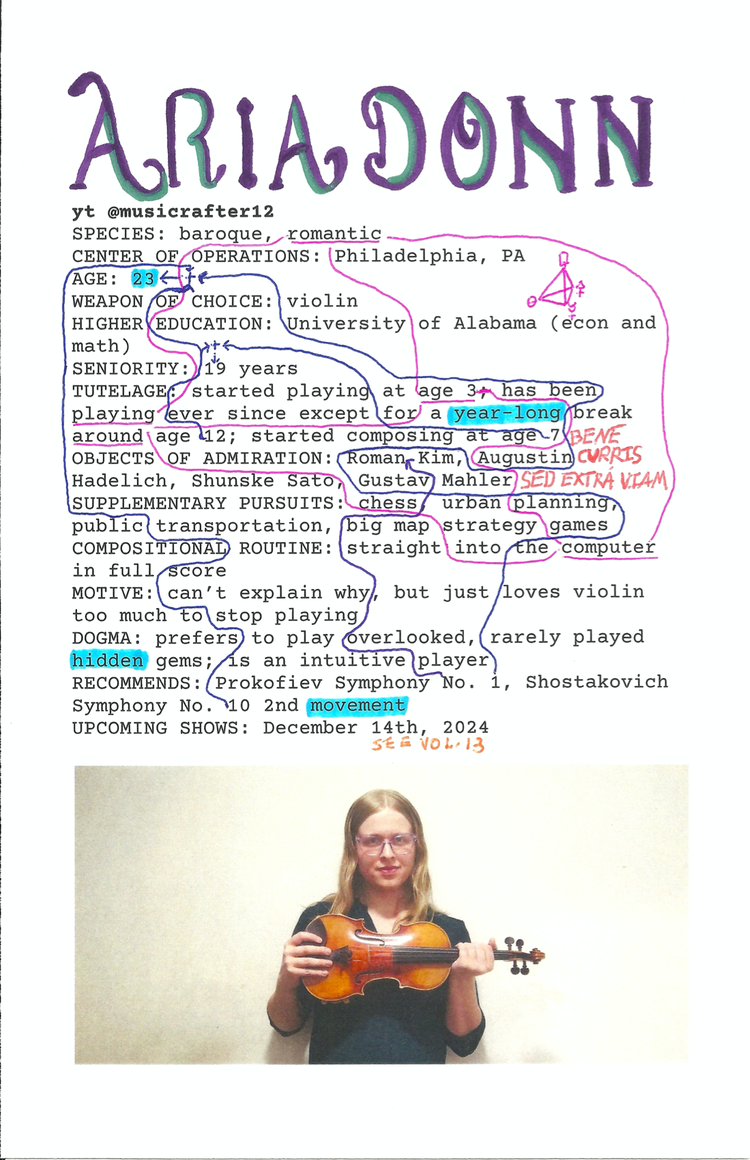 ARIA DONN
yt @musicrafter12
SPECIES: baroque, romantic
CENTER OF OPERATIONS: Philadelphia, PA
AGE: 23
WEAPON OF CHOICE: violin
HIGHER EDUCATION: University of Alabama (econ and
math)
SENIORITY: 19 years
TUTELAGE: started playing at age 3; has been
playing ever since except for a year-long break
around age 12; started composing at age 7
BENE
OBJECTS OF ADMIRATION: Roman Kim, Augustin
CURRIS
Hadelich, Shunske Sato, Gustav Mahler
SED EXTRA VIAM
SUPPLEMENTARY PURSUITS: chess, urban planning,
public transportation, big map strategy games
COMPOSITIONAL ROUTINE: straight into the computer
in full score
MOTIVE: can't explain why, but just loves violin
too much to stop playing
DOGMA: prefers to play overlooked, rarely played
hidden gems; is an intuitive player
RECOMMENDS: Prokofiev Symphony No. 1, Shostakovich
Symphony No. 10 2nd movement
UPCOMING SHOWS: December 14th, 2024
SEE VOL. 13